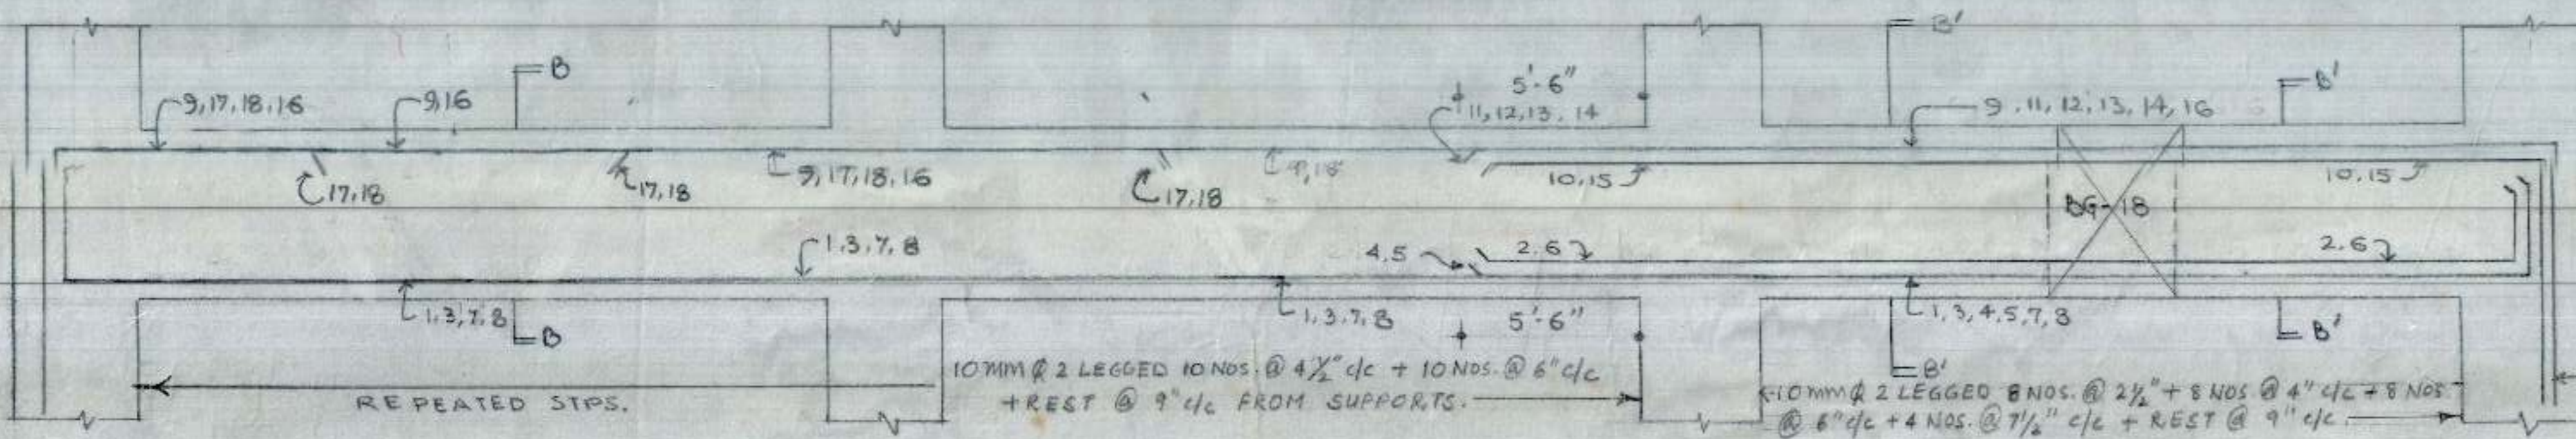 B'
B
5'-6"
B'
9,17,18,16
9,16
11,12,13,14
9,11,12,13,14,16
17,18
17,18
9,17,18,16
17,18
10,15
10,15
BG-18
1,3,7,8
4,5
2,6
2,6
1,3,7,8
B
1,3,7,8
5'-6"
1,3,4,5,7,8
B'
B'
10MM Φ 2 LEGGED 10 NOS. @ 4½" c/c + 10 NOS. @ 6" c/c
+REST @ 9" c/c FROM SUPPORTS.
REPEATED STPS.
10MM Φ 2 LEGGED 8 NOS. @ 2½" + 8 NOS @ 4" c/c + 8 NOS.
@ 6" c/c + 4 NOS. @ 7½" c/c + REST @ 9" c/c.